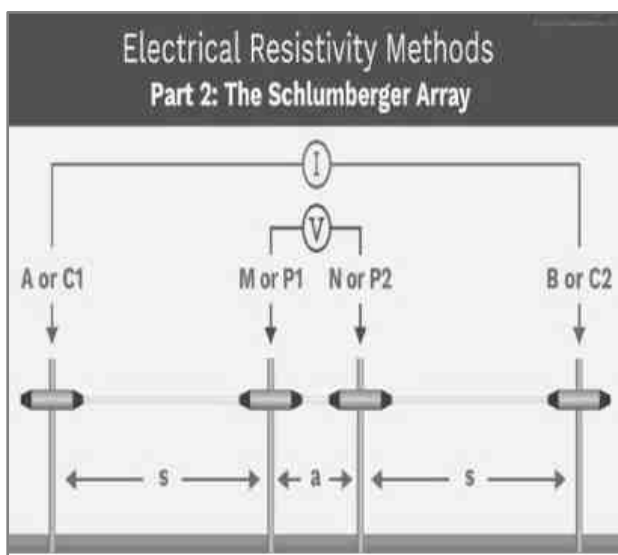 Electrical Resistivity Methods
Part 2: The Schlumberger Array
I
V
A or C1 M or P1 N or P2 B or C2
s a s